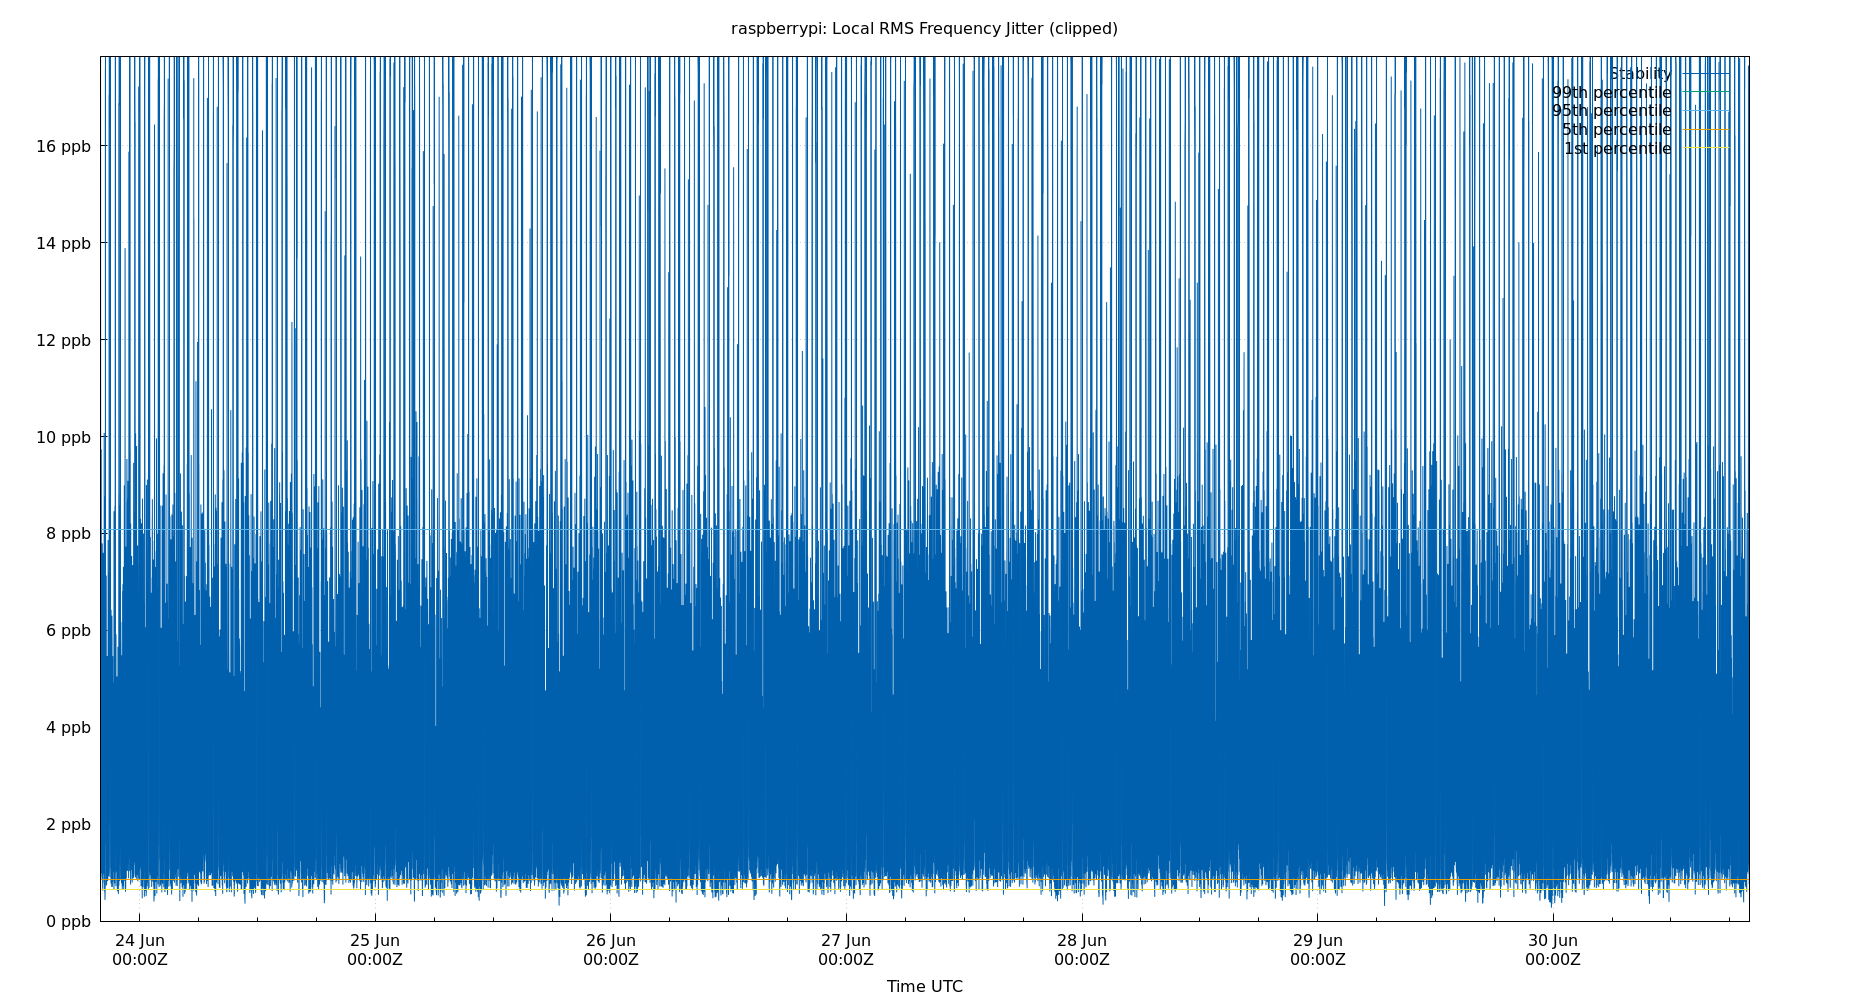 raspberrypi: Local RMS Frequency Jitter (clipped)
Stability
99th percentile
95th percentile
5th percentile
1st percentile
16 ppb
14 ppb
12 ppb
10 ppb
8 ppb
6 ppb
4 ppb
2 ppb
0 ppb
24 Jun 25 Jun 26 Jun 27 Jun 28 Jun 29 Jun 30 Jun
00:00Z 00:00Z 00:00Z 00:00Z 00:00Z 00:00Z 00:00Z
Time UTC